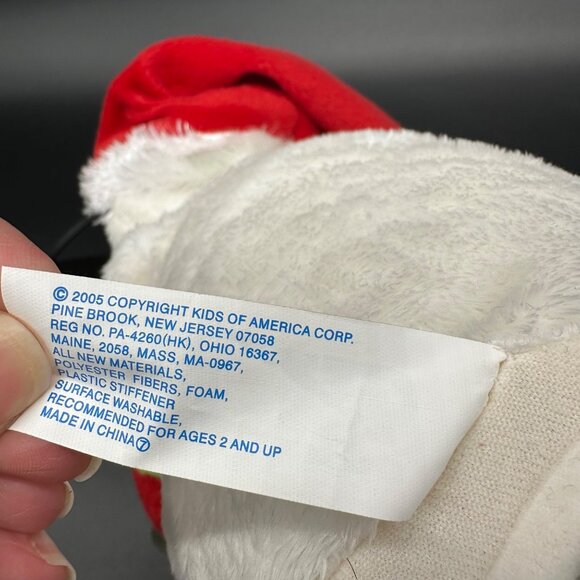 © 2005 COPYRIGHT KIDS OF AMERICA CORP.
PINE BROOK, NEW JERSEY 07058
REG NO. PA-4260(HK), OHIO 16367,
MAINE, 2058, MASS, MA-0967,
ALL NEW MATERIALS,
POLYESTER FIBERS, FOAM,
PLASTIC STIFFENER
SURFACE WASHABLE,
RECOMMENDED FOR AGES 2 AND UP
MADE IN CHINA⑦